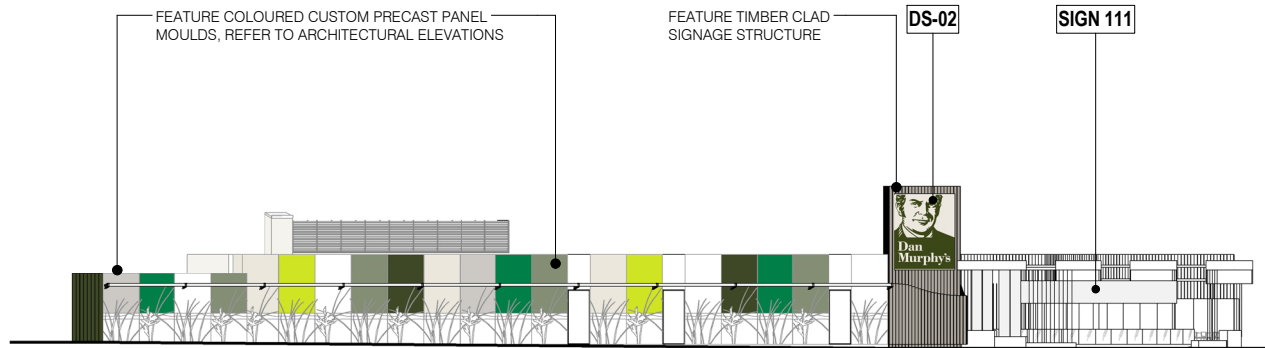 FEATURE COLOURED CUSTOM PRECAST PANEL
MOULDS, REFER TO ARCHITECTURAL ELEVATIONS
FEATURE TIMBER CLAD
SIGNAGE STRUCTURE
DS-02
SIGN 111
Dan
Murphy's